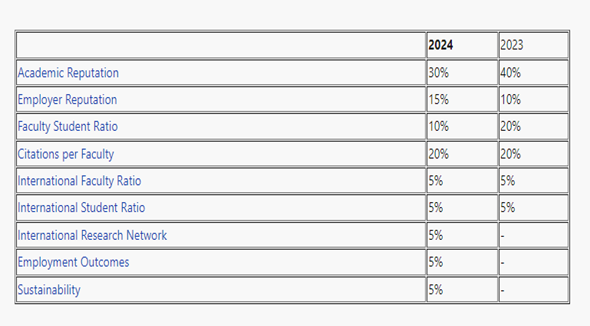 2024 2023
Academic Reputation 30% 40%
Employer Reputation 15% 10%
Faculty Student Ratio 10% 20%
Citations per Faculty 20% 20%
International Faculty Ratio 5% 5%
International Student Ratio 5% 5%
International Research Network 5% -
Employment Outcomes 5% -
Sustainability 5% -